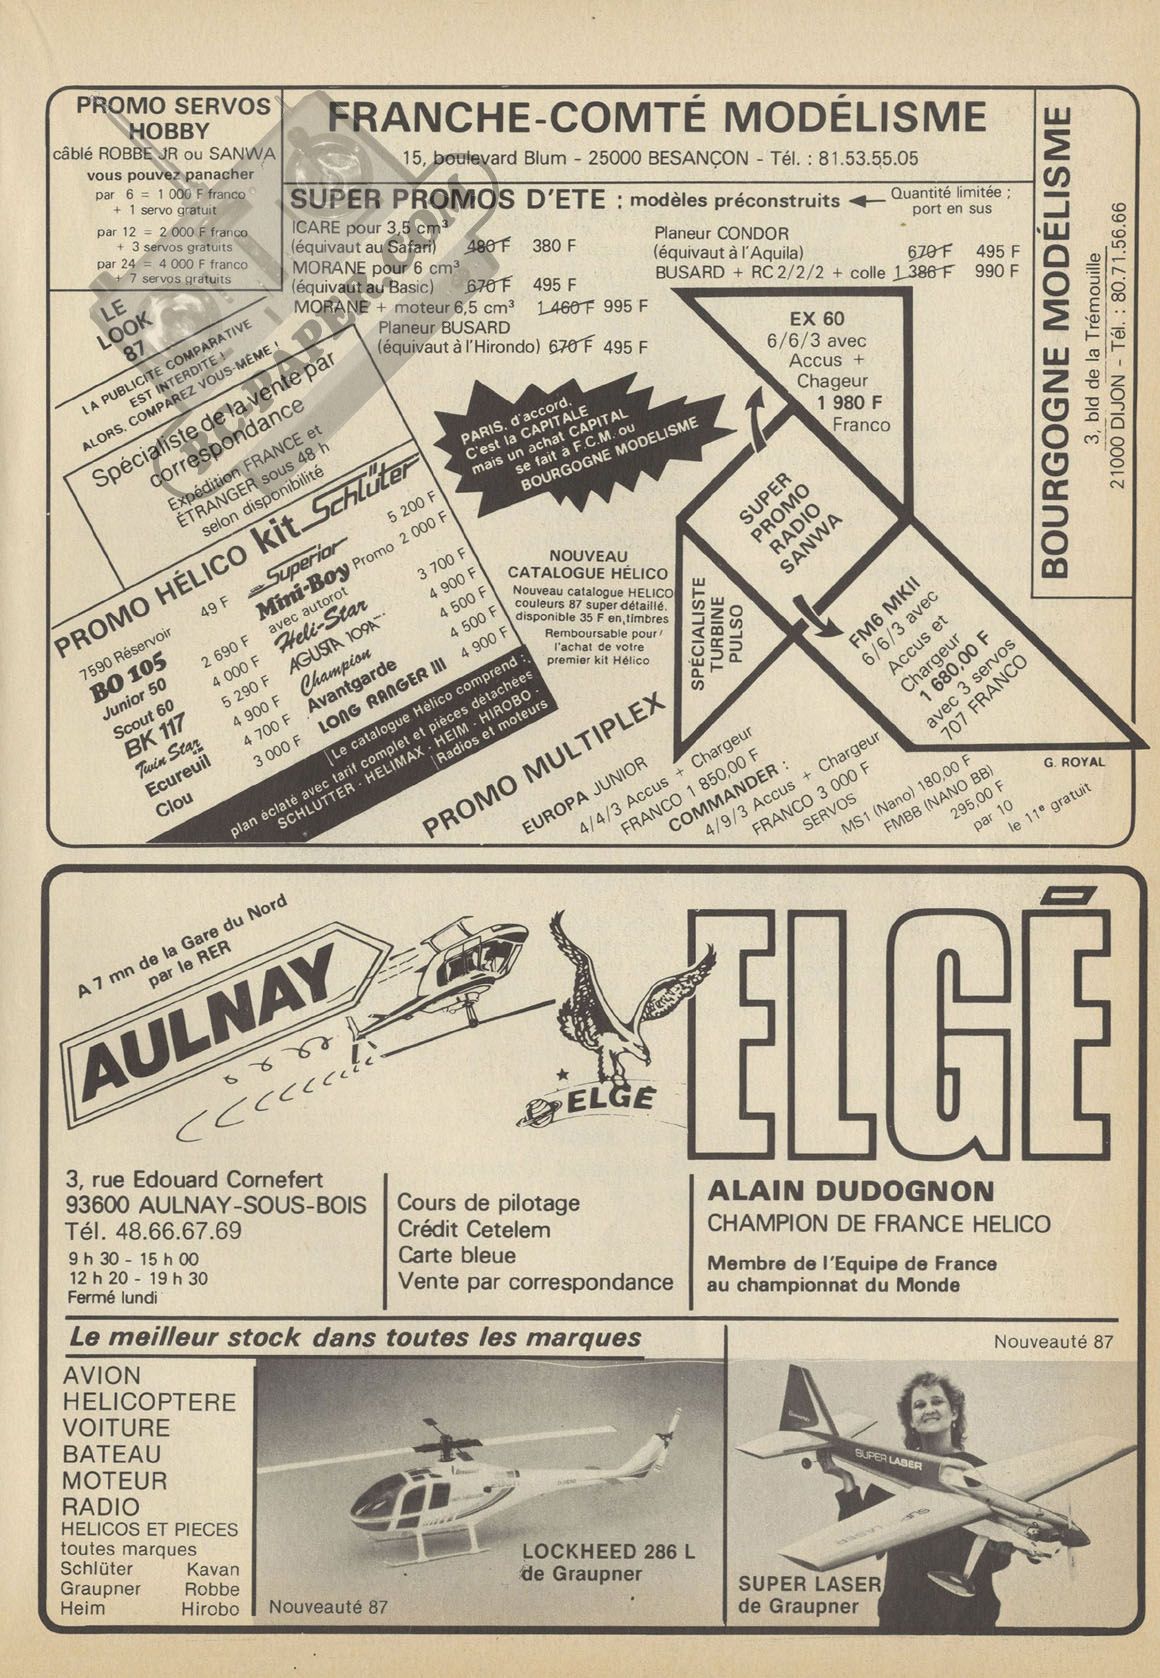 PROMO SERVOS
HOBBY
câblé ROBBE JR ou SANWA
vous pouvez panacher
par 6 = 1 000 F franco
+ 1 servo gratuit
par 12 = 2 000 F franco
+ 3 servos gratuits
par 24 = 4 000 F franco
+ 7 servos gratuits
FRANCHE-COMTÉ MODÉLISME
15, boulevard Blum - 25000 BESANÇON - Tél. : 81.53.55.05
SUPER PROMOS D'ETE : modèles préconstruits
Quantité limitée ;
port en sus
ICARE pour 3,5 cm³
(équivaut au Safari) 480 F 380 F
MORANE pour 6 cm³
(équivaut au Basic) 670 F 495 F
MORANE + moteur 6,5 cm³ 1 460 F 995 F
Planeur BUSARD
(équivaut à l'Hirondo) 670 F 495 F
Planeur CONDOR
(équivaut à l'Aquila) 670 F 495 F
BUSARD + RC 2/2/2 + colle 1 386 F 990 F
BOURGOGNE MODÉLISME
3, bld de la Trémouille
21000 DIJON - Tél. : 80.71.56.66
LE
LOOK
87
LA PUBLICITE COMPARATIVE
EST INTERDITE !
ALORS, COMPAREZ VOUS-MÊME !
RCPAPER.COM
Spécialiste de la vente par
correspondance
Expédition FRANCE et
ÉTRANGER sous 48 h
selon disponibilité
PARIS, d'accord,
C'est la CAPITALE
mais un achat CAPITAL
se fait à F.C.M. ou
BOURGOGNE MODELISME
EX 60
6/6/3 avec
Accus +
Chageur
1 980 F
Franco
SUPER
PROMO
RADIO
SANWA
SPÉCIALISTE
TURBINE
PULSO
FM6 MKII
6/6/3 avec
Accus et
Chargeur
1 680,00 F
avec 3 servos
707 FRANCO
G. ROYAL
PROMO HÉLICO kit Schlüter
7590 Réservoir 49 F
BO 105 2 690 F
Junior 50 4 000 F
Scout 60 5 290 F
BK 117 4 900 F
Twin Star 4 700 F
Ecureuil 3 000 F
Clou
Superior 5 200 F
Mini-Boy Promo 2 000 F
avec autorot
Heli-Star 3 700 F
AGUSTA 109A 4 900 F
Champion 4 500 F
Avantgarde 4 500 F
LONG RANGER III 4 900 F
Le catalogue Hélico comprend :
plan éclaté avec tarif complet et pièces détachées
SCHLUTTER - HELIMAX - HEIM - HIROBO -
Radios et moteurs
NOUVEAU
CATALOGUE HÉLICO
Nouveau catalogue HELICO
couleurs 87 super détaillé,
disponible 35 F en timbres
Remboursable pour
l'achat de votre
premier kit Hélico
PROMO MULTIPLEX
EUROPA JUNIOR
4/4/3 Accus + Chargeur
FRANCO 1 850,00 F
COMMANDER :
4/9/3 Accus + Chargeur
FRANCO 3 000 F
SERVOS
MS1 (Nano) 180,00 F
FMBB (NANO BB)
295,00 F
par 10
le 11e gratuit
A 7 mn de la Gare du Nord
par le RER
AULNAY
ELGÉ
ELGÉ
3, rue Edouard Cornefert
93600 AULNAY-SOUS-BOIS
Tél. 48.66.67.69
9 h 30 - 15 h 00
12 h 20 - 19 h 30
Fermé lundi
Cours de pilotage
Crédit Cetelem
Carte bleue
Vente par correspondance
ALAIN DUDOGNON
CHAMPION DE FRANCE HELICO
Membre de l'Equipe de France
au championnat du Monde
Le meilleur stock dans toutes les marques
AVION
HELICOPTERE
VOITURE
BATEAU
MOTEUR
RADIO
HELICOS ET PIECES
toutes marques
Schlüter Kavan
Graupner Robbe
Heim Hirobo
LOCKHEED 286 L
de Graupner
Nouveauté 87
Nouveauté 87
SUPER LASER
SUPER LASER
de Graupner